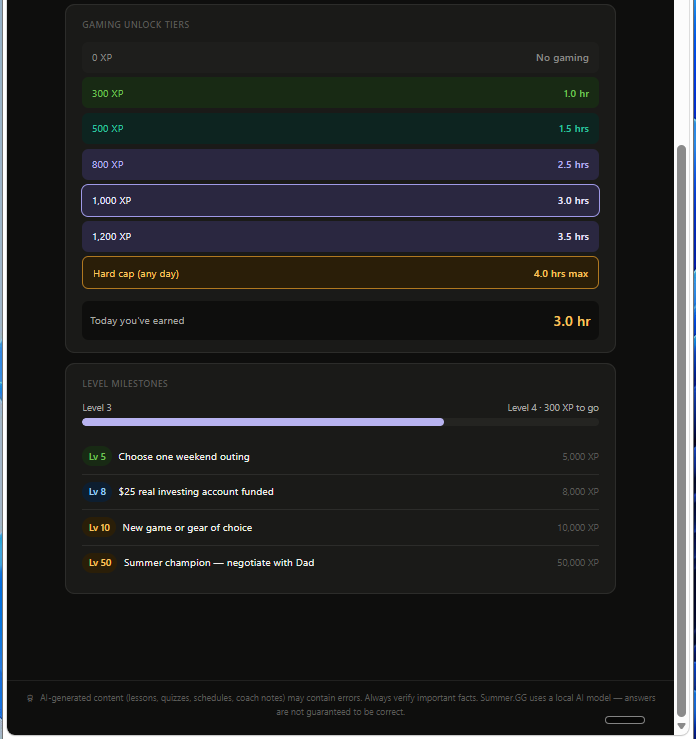 GAMING UNLOCK TIERS
0 XP No gaming
300 XP 1.0 hr
500 XP 1.5 hrs
800 XP 2.5 hrs
1,000 XP 3.0 hrs
1,200 XP 3.5 hrs
Hard cap (any day) 4.0 hrs max
Today you've earned 3.0 hr
LEVEL MILESTONES
Level 3 Level 4 · 300 XP to go
Lv 5 Choose one weekend outing 5,000 XP
Lv 8 $25 real investing account funded 8,000 XP
Lv 10 New game or gear of choice 10,000 XP
Lv 50 Summer champion — negotiate with Dad 50,000 XP
AI-generated content (lessons, quizzes, schedules, coach notes) may contain errors. Always verify important facts. Summer.GG uses a local AI model — answers
are not guaranteed to be correct.